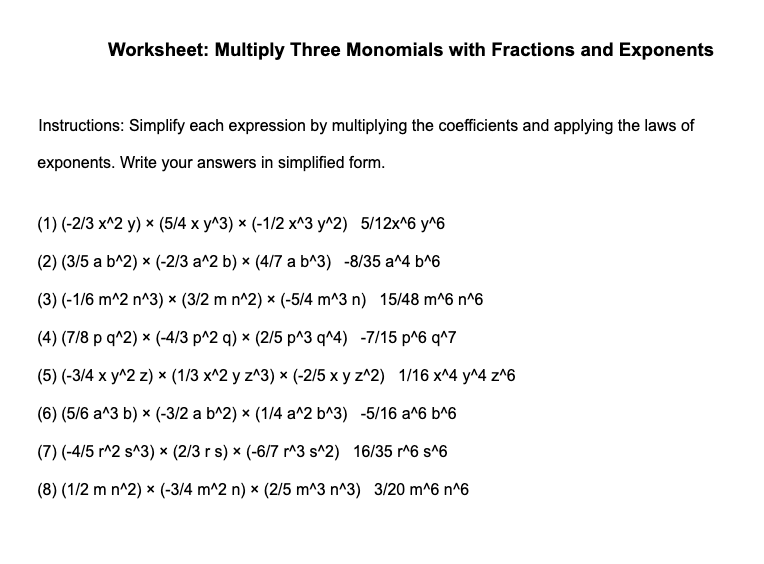 Worksheet: Multiply Three Monomials with Fractions and Exponents
Instructions: Simplify each expression by multiplying the coefficients and applying the laws of
exponents. Write your answers in simplified form.
(1) (-2/3 x^2 y) × (5/4 x y^3) × (-1/2 x^3 y^2) 5/12x^6 y^6
(2) (3/5 a b^2) × (-2/3 a^2 b) × (4/7 a b^3) -8/35 a^4 b^6
(3) (-1/6 m^2 n^3) × (3/2 m n^2) × (-5/4 m^3 n) 15/48 m^6 n^6
(4) (7/8 p q^2) × (-4/3 p^2 q) × (2/5 p^3 q^4) -7/15 p^6 q^7
(5) (-3/4 x y^2 z) × (1/3 x^2 y z^3) × (-2/5 x y z^2) 1/16 x^4 y^4 z^6
(6) (5/6 a^3 b) × (-3/2 a b^2) × (1/4 a^2 b^3) -5/16 a^6 b^6
(7) (-4/5 r^2 s^3) × (2/3 r s) × (-6/7 r^3 s^2) 16/35 r^6 s^6
(8) (1/2 m n^2) × (-3/4 m^2 n) × (2/5 m^3 n^3) 3/20 m^6 n^6